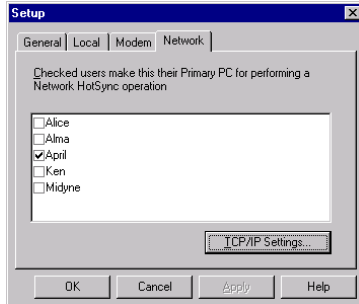 Setup
General Local Modem Network
Checked users make this their Primary PC for performing a
Network HotSync operation
Alice
Alma
April
Ken
Midyne
TCP/IP Settings...
OK Cancel Apply Help